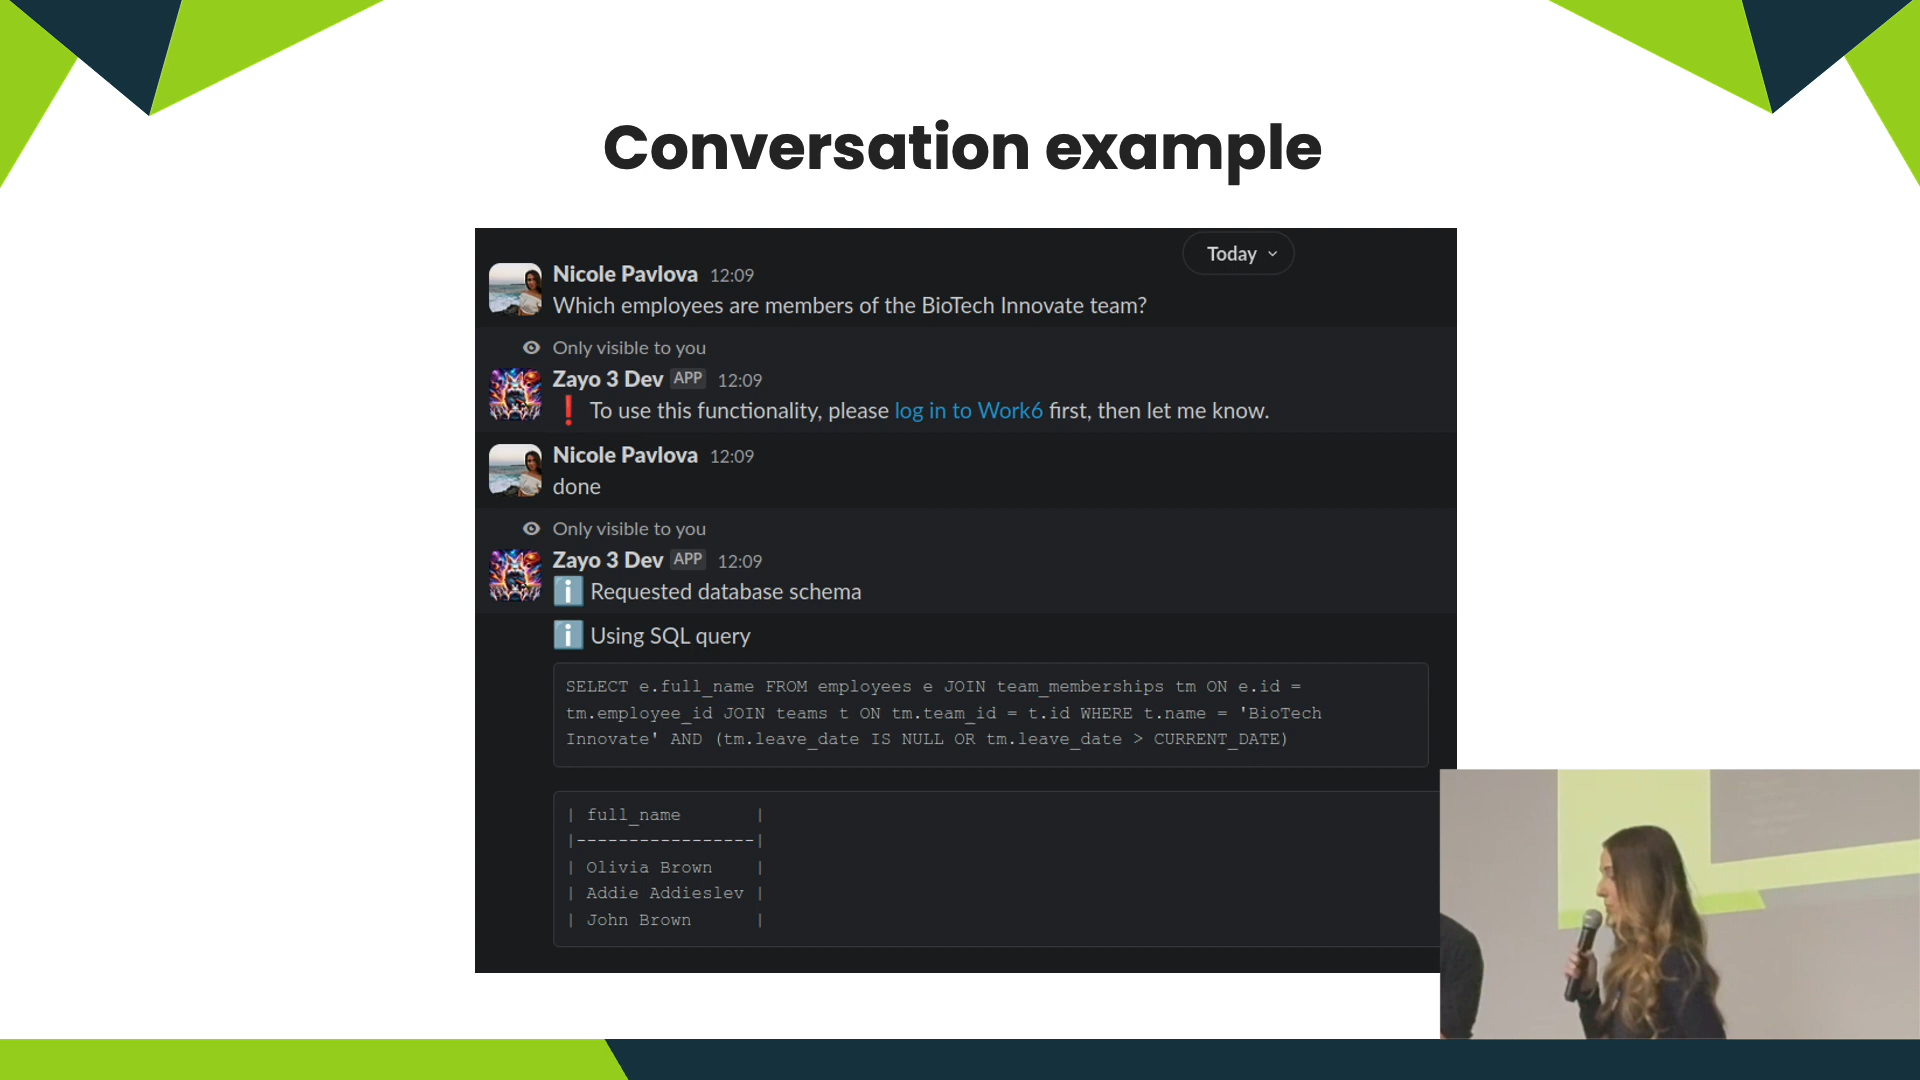 Conversation example
Today
Nicole Pavlova 12:09
Which employees are members of the BioTech Innovate team?
Only visible to you
Zayo 3 Dev APP 12:09
❗ To use this functionality, please log in to Work6 first, then let me know.
Nicole Pavlova 12:09
done
Only visible to you
Zayo 3 Dev APP 12:09
ℹ️ Requested database schema
ℹ️ Using SQL query
SELECT e.full_name FROM employees e JOIN team_memberships tm ON e.id =
tm.employee_id JOIN teams t ON tm.team_id = t.id WHERE t.name = 'BioTech
Innovate' AND (tm.leave_date IS NULL OR tm.leave_date > CURRENT_DATE)
| full_name       |
|-----------------|
| Olivia Brown    |
| Addie Addieslev |
| John Brown      |